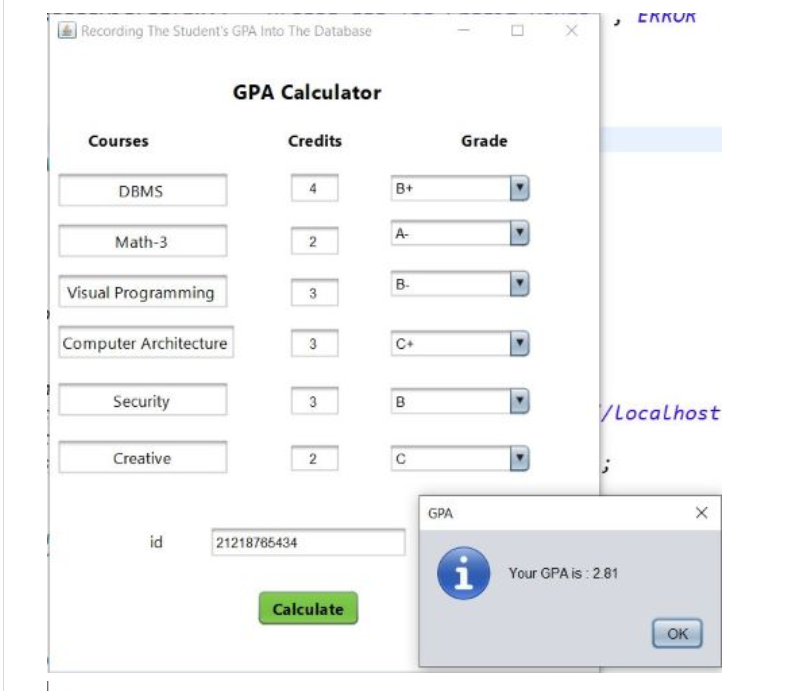 , ERROR
Recording The Student's GPA Into The Database
GPA Calculator
Courses Credits Grade
DBMS 4 B+
Math-3 2 A-
Visual Programming 3 B-
Computer Architecture 3 C+
Security 3 B
/localhost
Creative 2 C
;
GPA
id 21218765434
Your GPA is : 2.81
Calculate
OK